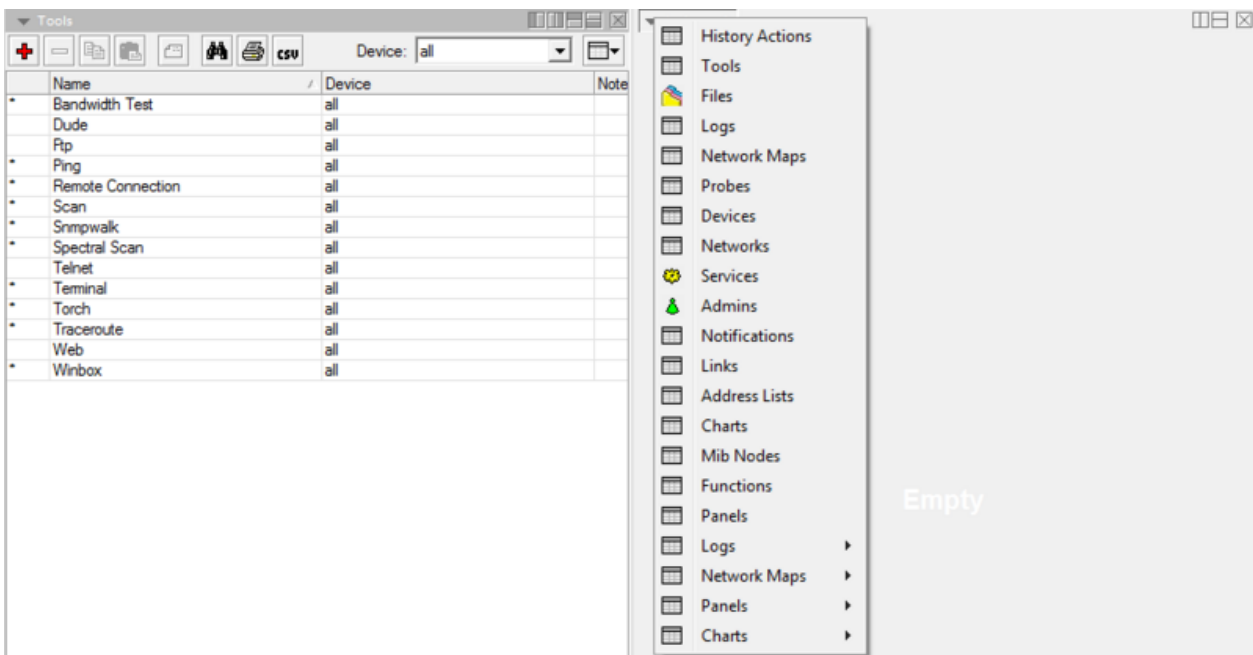 Tools
CSV Device: all
Name Device Note
* Bandwidth Test all
Dude all
Ftp all
* Ping all
* Remote Connection all
* Scan all
* Snmpwalk all
* Spectral Scan all
Telnet all
* Terminal all
* Torch all
* Traceroute all
Web all
* Winbox all
History Actions
Tools
Files
Logs
Network Maps
Probes
Devices
Networks
Services
Admins
Notifications
Links
Address Lists
Charts
Mib Nodes
Functions
Panels
Logs
Network Maps
Panels
Charts
Empty